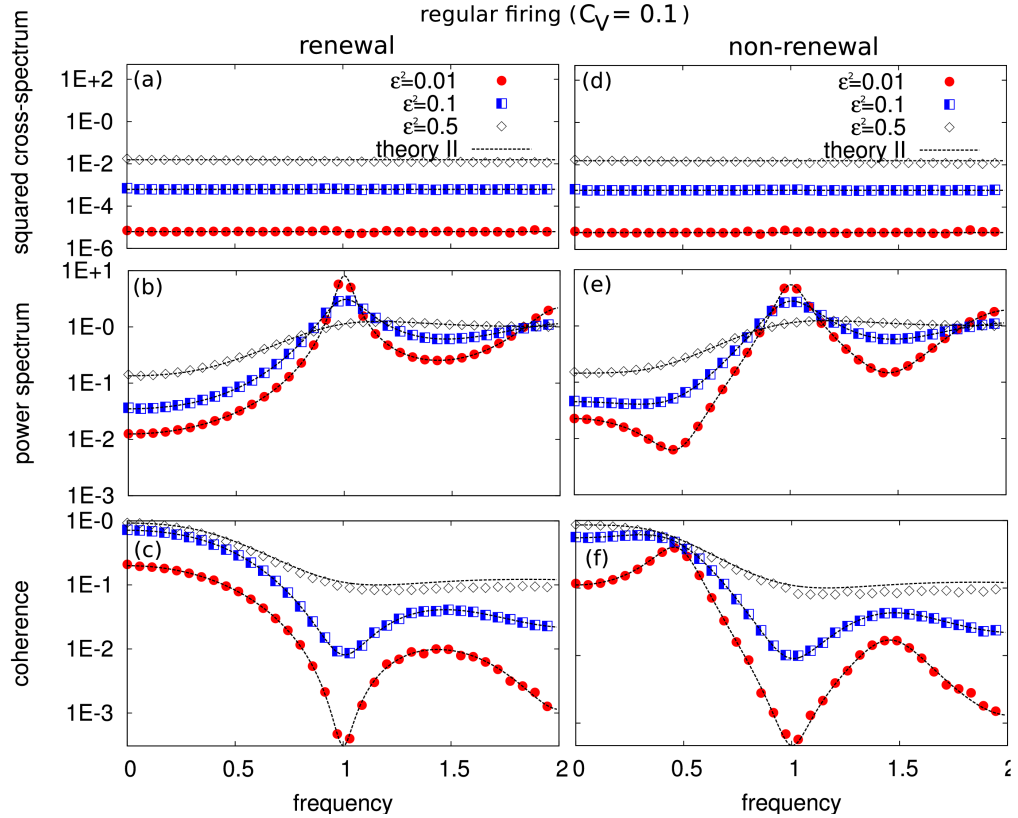 regular firing (C_V = 0.1)
renewal
non-renewal
squared cross-spectrum
1E+2
1E-0
1E-2
1E-4
1E-6
(a)
ε²=0.01
ε²=0.1
ε²=0.5
theory II
(d)
ε²=0.01
ε²=0.1
ε²=0.5
theory II
power spectrum
1E+1
1E-0
1E-1
1E-2
1E-3
(b)
(e)
coherence
1E-0
1E-1
1E-2
1E-3
(c)
(f)
0 0.5 1 1.5 2
0 0.5 1 1.5 2
frequency
frequency